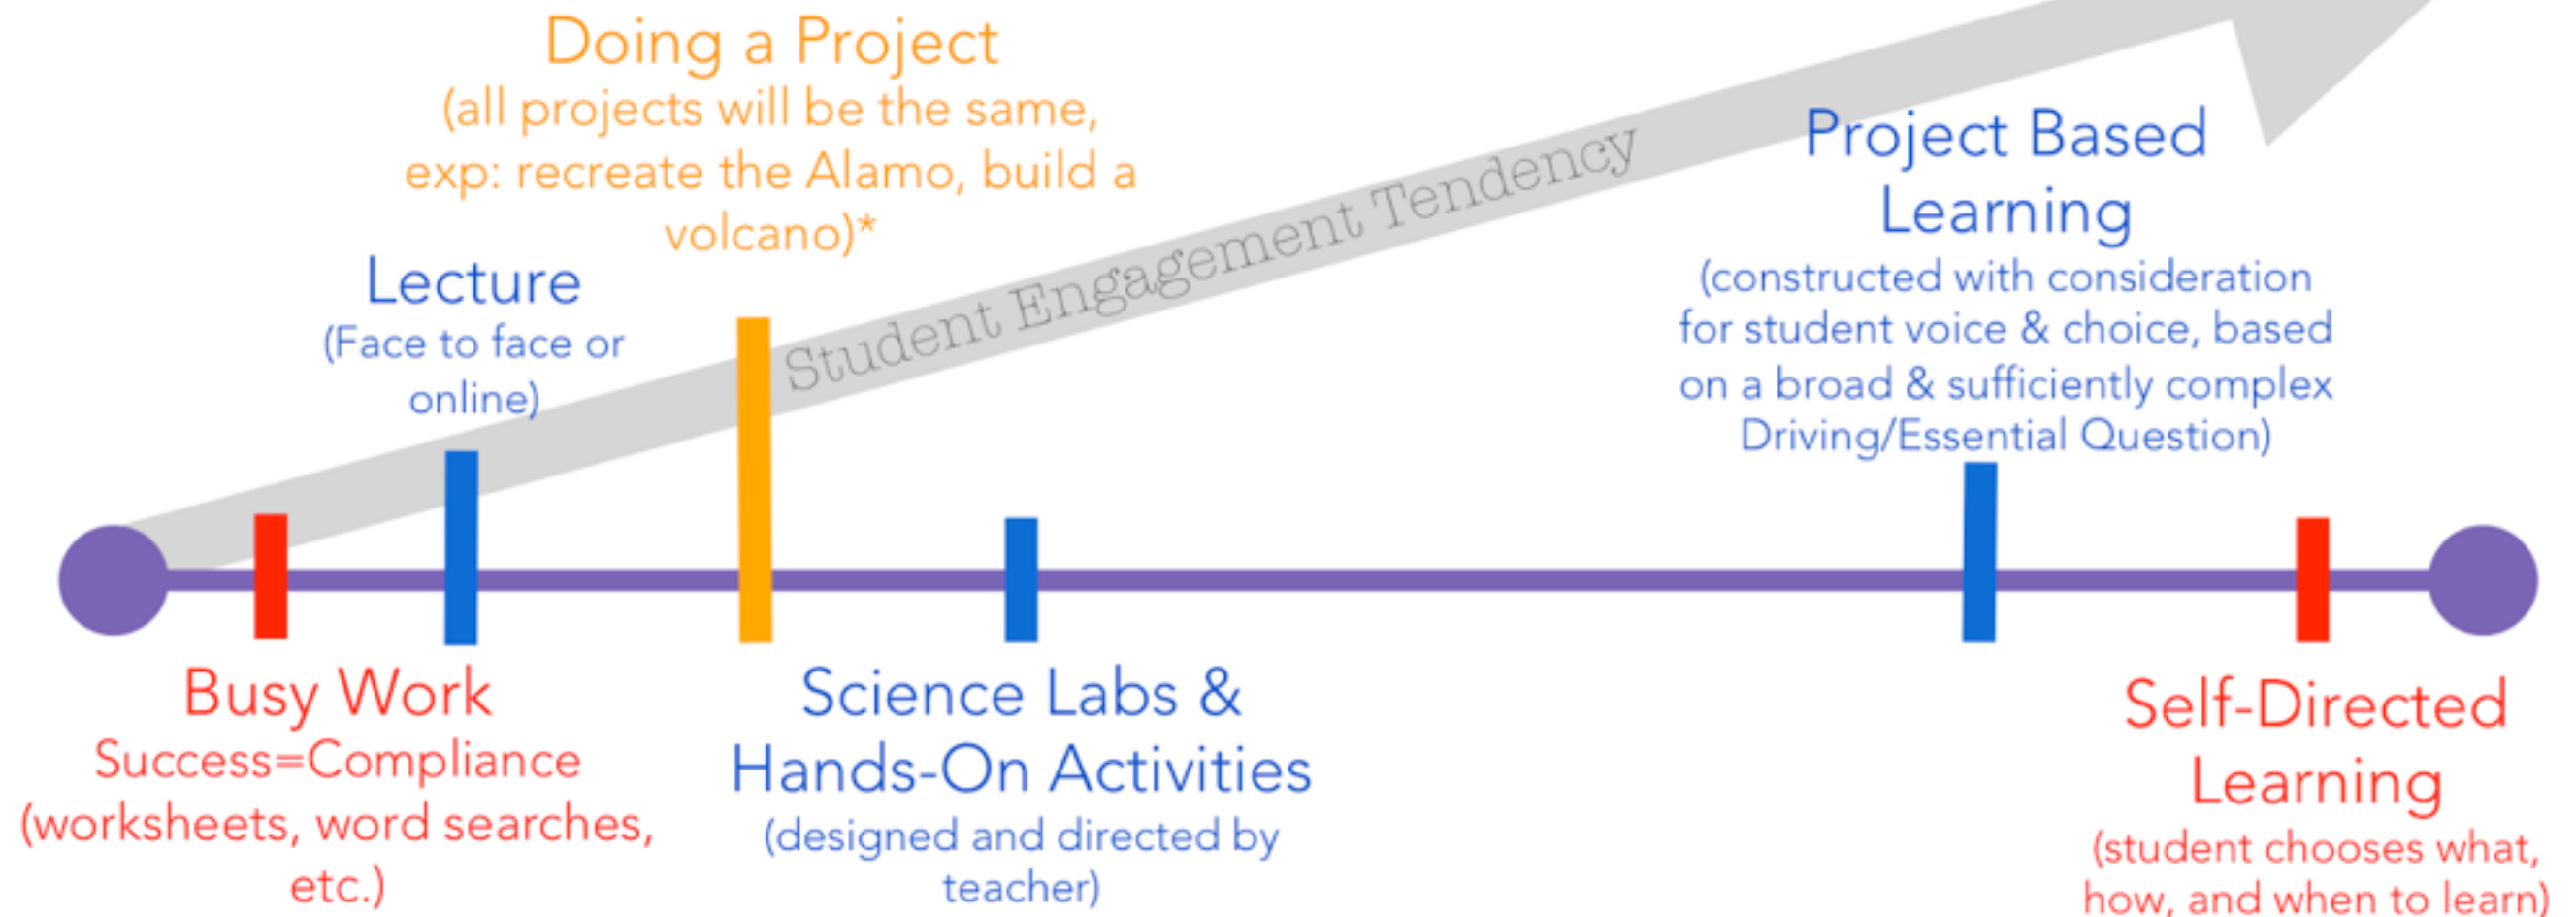 Doing a Project
(all projects will be the same,
exp: recreate the Alamo, build a
volcano)*
Lecture
(Face to face or
online)
Student Engagement Tendency
Project Based
Learning
(constructed with consideration
for student voice & choice, based
on a broad & sufficiently complex
Driving/Essential Question)
Busy Work
Success=Compliance
(worksheets, word searches,
etc.)
Science Labs &
Hands-On Activities
(designed and directed by
teacher)
Self-Directed
Learning
(student chooses what,
how, and when to learn)